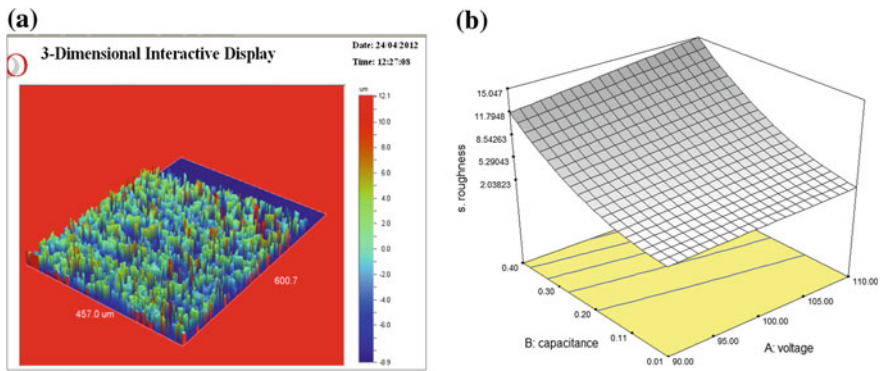 (a)
3-Dimensional Interactive Display
Date: 24/04/2012
Time: 12:27:08
um
12.1
10.0
8.0
6.0
4.0
2.0
0.0
-2.0
-4.0
-6.0
-8.9
600.7
457.0 um
(b)
15.047
11.7948
8.54263
5.29043
2.03823
s. roughness
0.40
0.30
0.20
0.11
0.01
B: capacitance
90.00
95.00
100.00
105.00
110.00
A: voltage